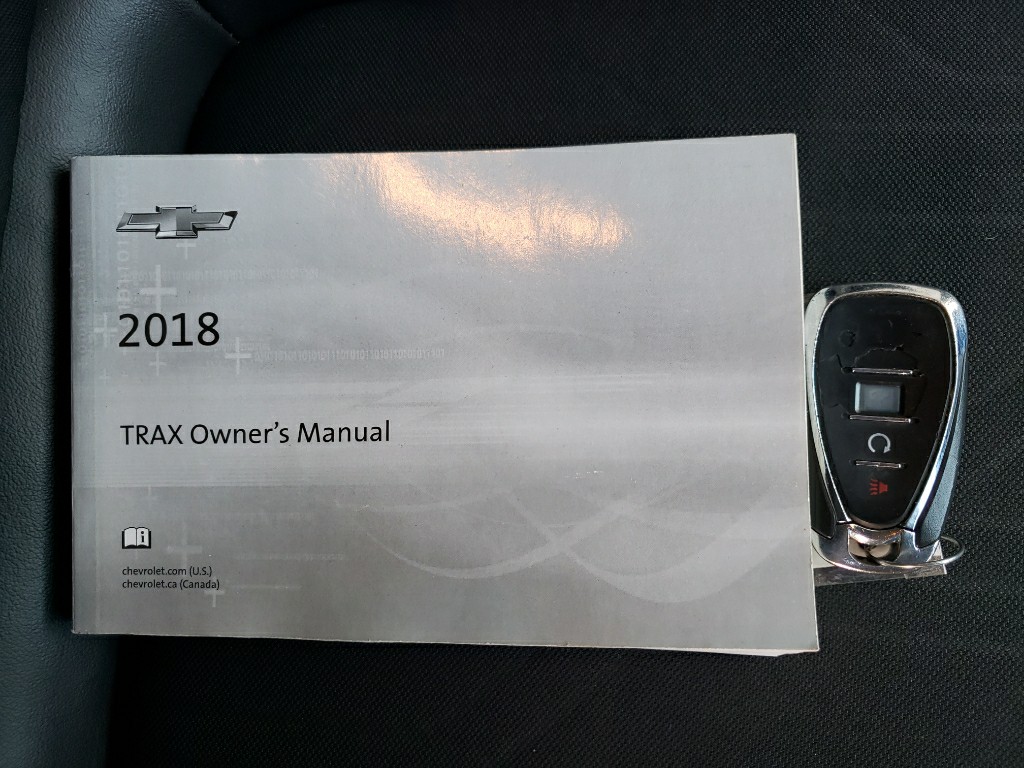 2018
TRAX Owner's Manual
chevrolet.com (U.S.)
chevrolet.ca (Canada)